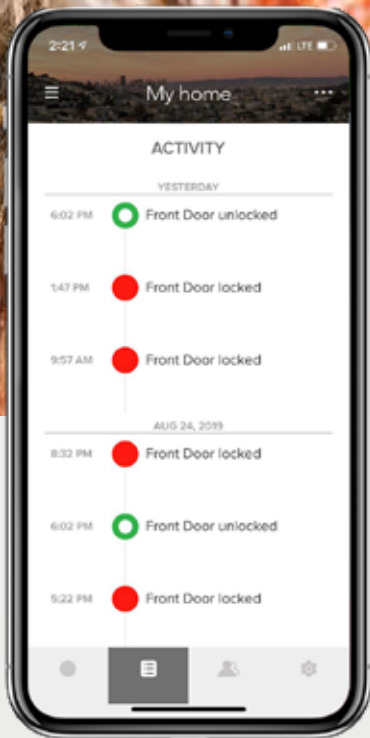 2:21
LTE
My home
ACTIVITY
YESTERDAY
6:02 PM Front Door unlocked
1:47 PM Front Door locked
9:57 AM Front Door locked
AUG 24, 2019
8:32 PM Front Door locked
6:02 PM Front Door unlocked
5:22 PM Front Door locked